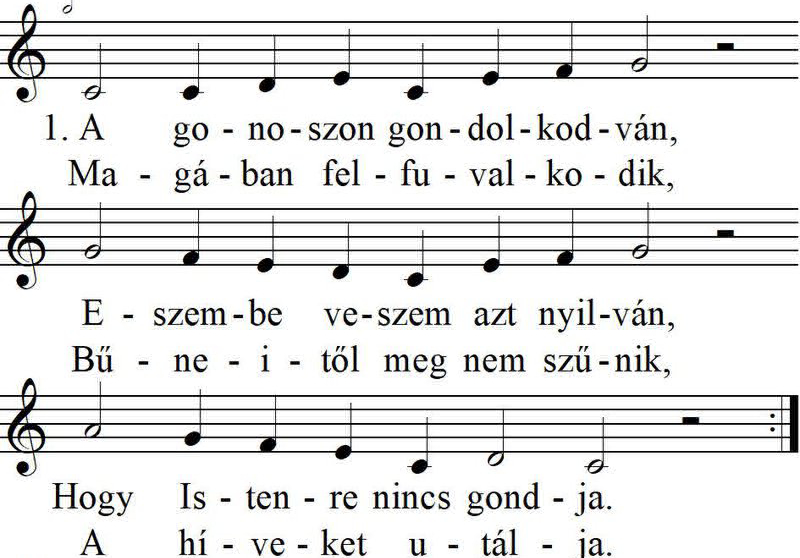 1. A go - no - szon gon - dol - kod - ván,
Ma - gá - ban fel - fu - val - ko - dik,
E - szem - be ve - szem azt nyil - ván,
Bű - ne - i - től meg nem szű - nik,
Hogy Is - ten - re nincs gond - ja.
A hí - ve - ket u - tál - ja.